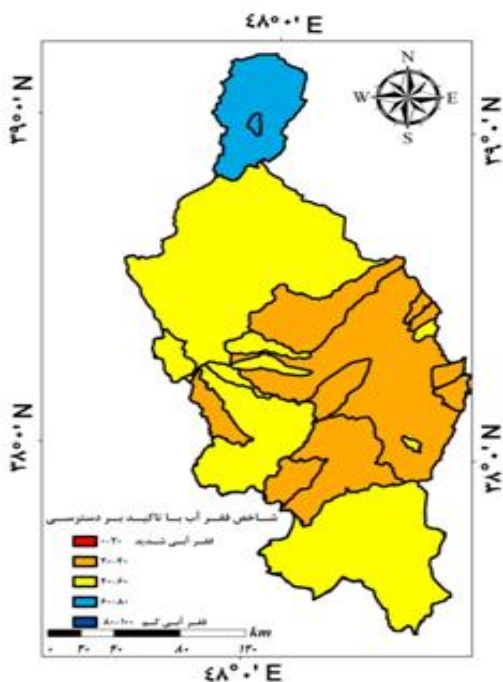 ۴۸°۰' E
N
W E
S
۳۹°۰' N
۳۹°۰' N
۳۸°۰' N
۳۸°۰' N
شاخص فقر آب با تاکید بر دسترسی
۰-۲۰ فقر آبی شدید
۲۰-۴۰
۴۰-۶۰
۶۰-۸۰
۸۰-۱۰۰ فقر آبی کم
۰ ۲۰ ۴۰ ۸۰ ۱۲۰ km
۴۸°۰' E